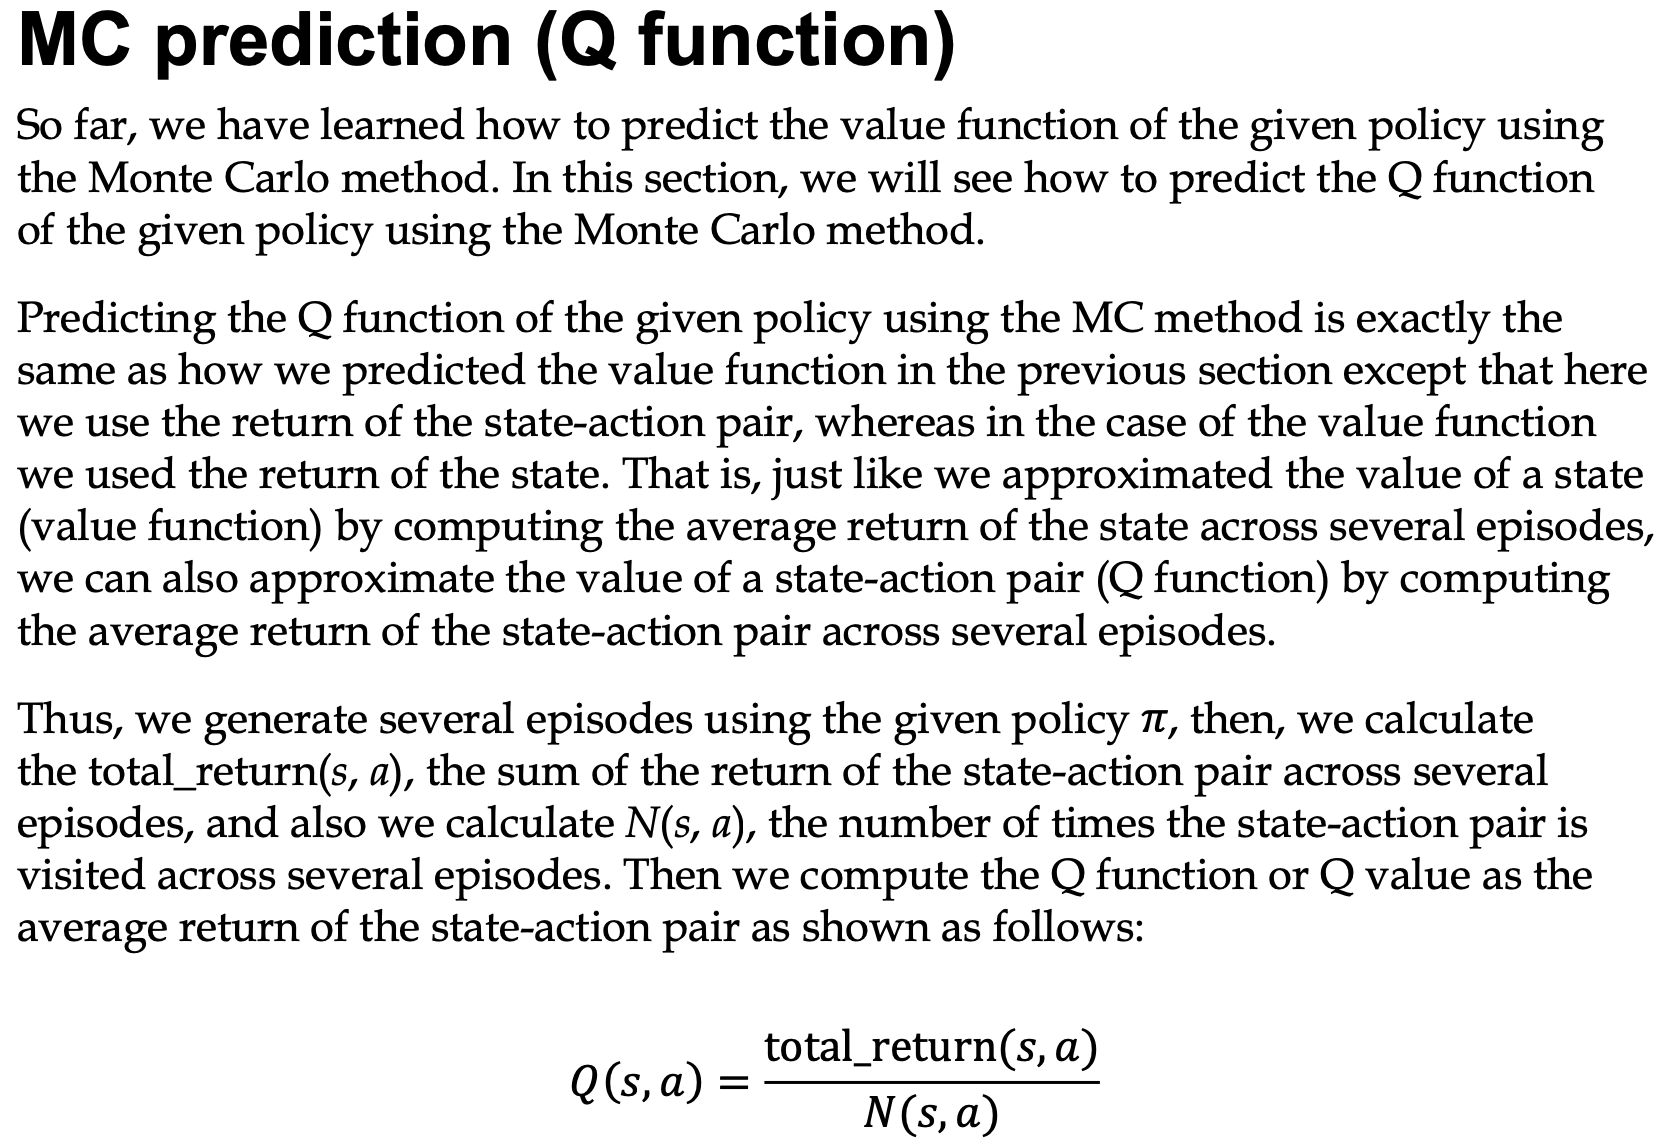 MC prediction (Q function)
So far, we have learned how to predict the value function of the given policy using
the Monte Carlo method. In this section, we will see how to predict the Q function
of the given policy using the Monte Carlo method.
Predicting the Q function of the given policy using the MC method is exactly the
same as how we predicted the value function in the previous section except that here
we use the return of the state-action pair, whereas in the case of the value function
we used the return of the state. That is, just like we approximated the value of a state
(value function) by computing the average return of the state across several episodes,
we can also approximate the value of a state-action pair (Q function) by computing
the average return of the state-action pair across several episodes.
Thus, we generate several episodes using the given policy π, then, we calculate
the total_return(s, a), the sum of the return of the state-action pair across several
episodes, and also we calculate N(s, a), the number of times the state-action pair is
visited across several episodes. Then we compute the Q function or Q value as the
average return of the state-action pair as shown as follows:
Q(s, a) = total_return(s, a) / N(s, a)